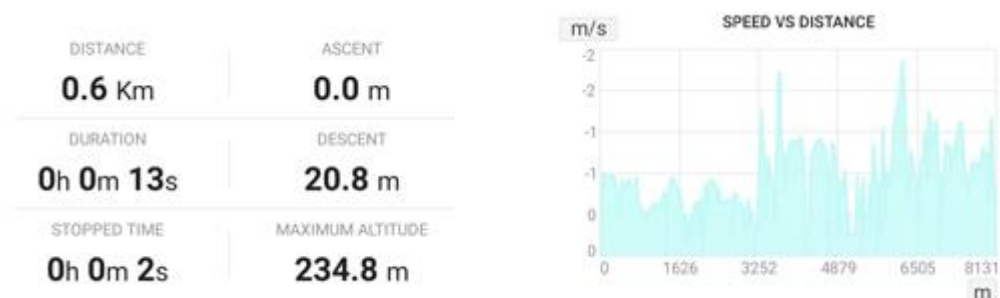 DISTANCE
0.6 Km
ASCENT
0.0 m
DURATION
0h 0m 13s
DESCENT
20.8 m
STOPPED TIME
0h 0m 2s
MAXIMUM ALTITUDE
234.8 m
SPEED VS DISTANCE
m/s
-2
-2
-1
-1
0
0
0 1626 3252 4879 6505 8131
m